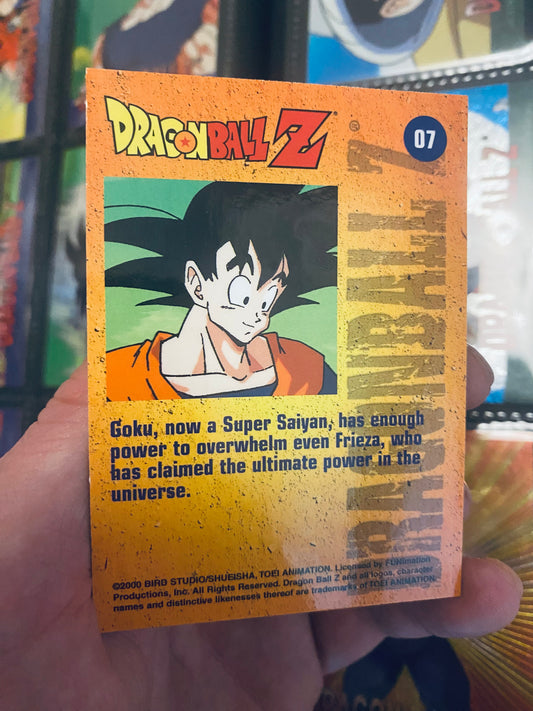 DRAGONBALL Z
07
DRAGONBALL Z
Goku, now a Super Saiyan, has enough
power to overwhelm even Frieza, who
has claimed the ultimate power in the
universe.
©2000 BIRD STUDIO/SHUEISHA, TOEI ANIMATION. Licensed by FUNimation
Productions, Inc. All Rights Reserved. Dragon Ball Z and all logos, character
names and distinctive likenesses thereof are trademarks of TOEI ANIMATION.